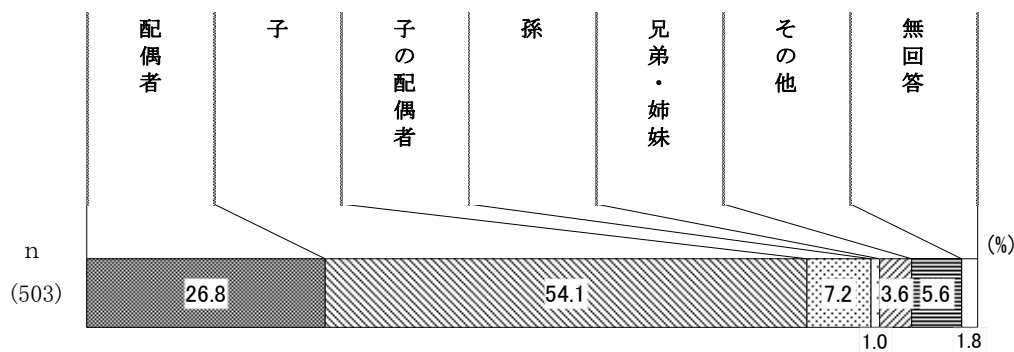 配偶者
子
子の配偶者
孫
兄弟・姉妹
その他
無回答
n
(%)
(503)
26.8
54.1
7.2
3.6
5.6
1.0
1.8